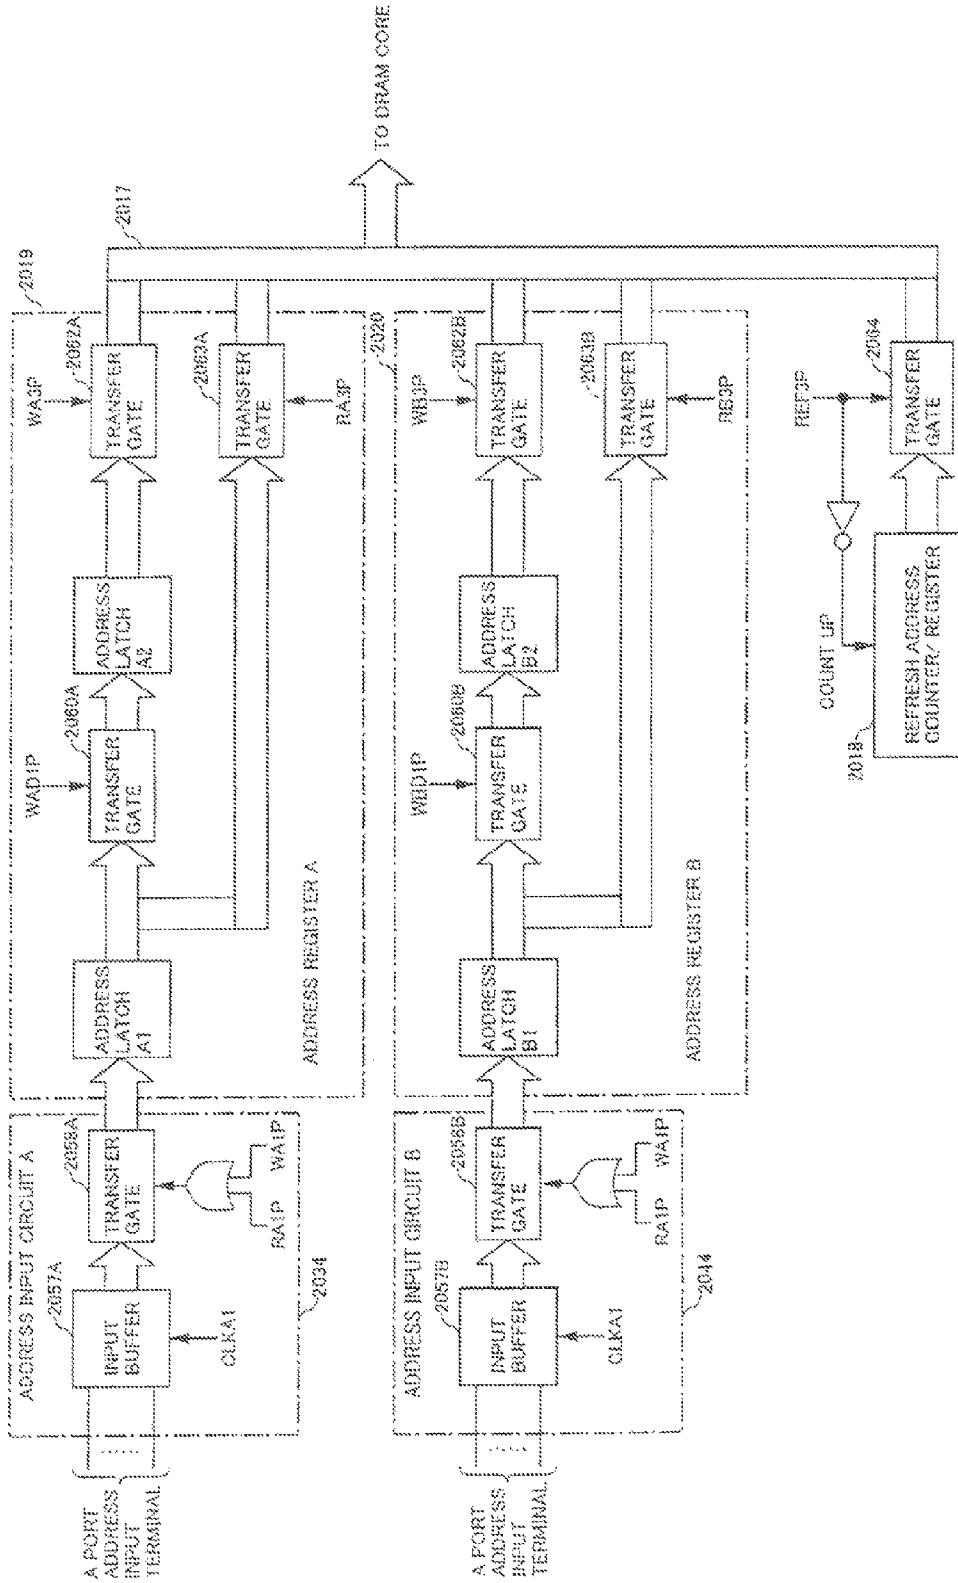 A PORT
ADDRESS
INPUT
TERMINAL
ADDRESS INPUT CIRCUIT A
2057A
INPUT
BUFFER
CLKA1
2058A
TRANSFER
GATE
RA1P
WA1P
2034
2019
ADDRESS
LATCH
A1
ADDRESS REGISTER A
WAD1P
2060A
TRANSFER
GATE
ADDRESS
LATCH
A2
WA3P
2062A
TRANSFER
GATE
2063A
TRANSFER
GATE
RA3P
2017
TO DRAM CORE
A PORT
ADDRESS
INPUT
TERMINAL
ADDRESS INPUT CIRCUIT B
2057B
INPUT
BUFFER
CLKA1
2058B
TRANSFER
GATE
RA1P
WA1P
2044
2020
ADDRESS
LATCH
B1
ADDRESS REGISTER B
WBD1P
2060B
TRANSFER
GATE
ADDRESS
LATCH
B2
WB3P
2062B
TRANSFER
GATE
2063B
TRANSFER
GATE
RB3P
COUNT UP
2018
REFRESH ADDRESS
COUNTER/ REGISTER
REF3P
2064
TRANSFER
GATE